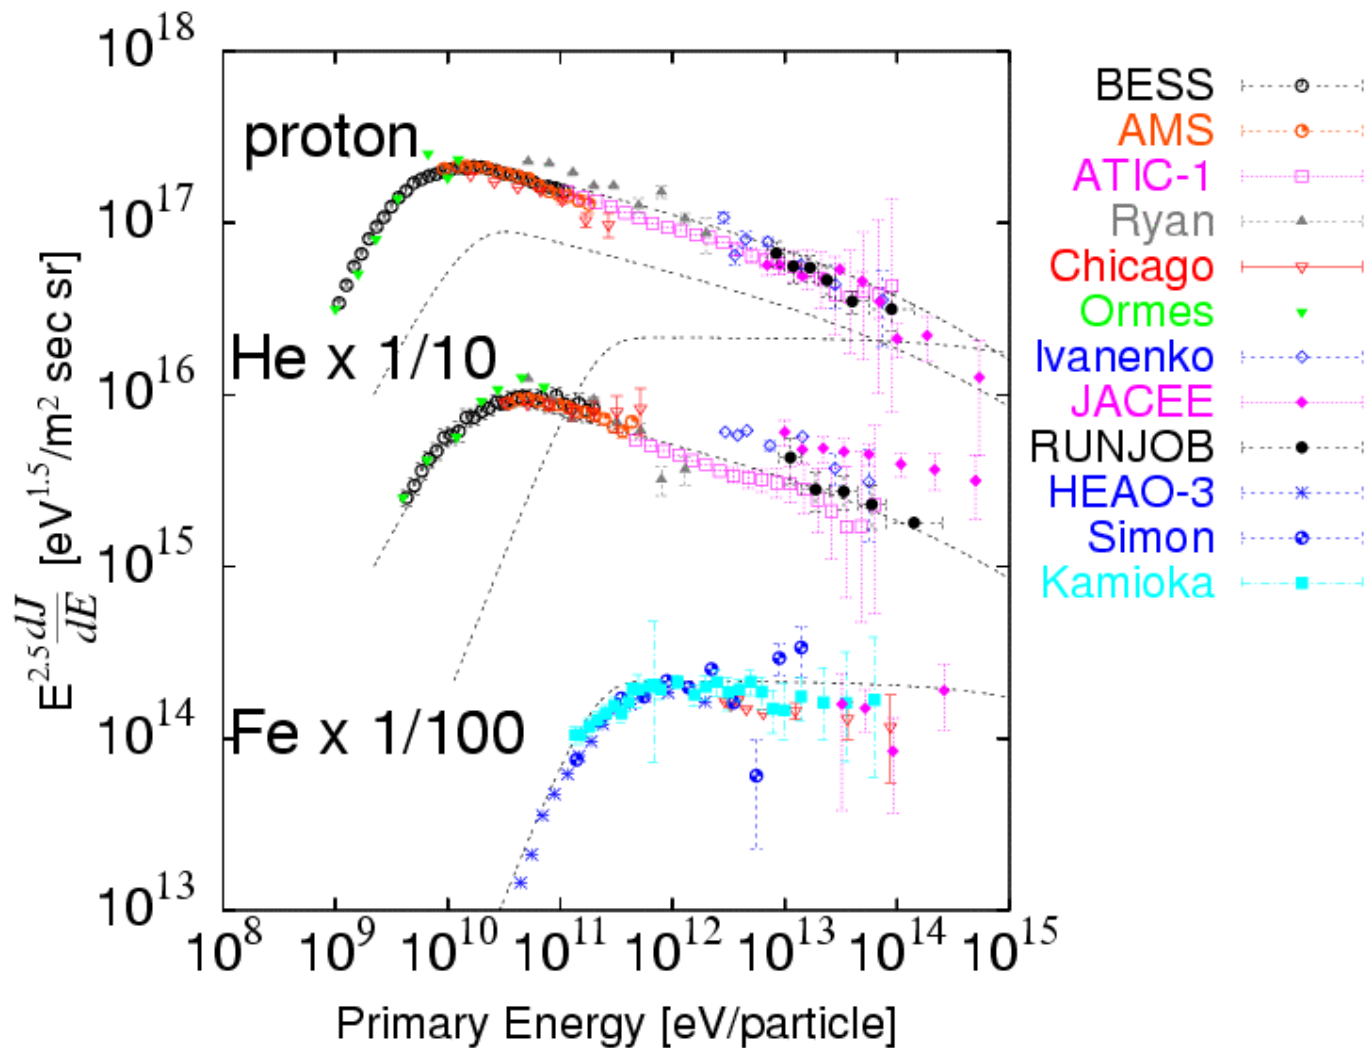 10^18
10^17
10^16
10^15
10^14
10^13
E^2.5 dJ/dE [eV^1.5/m^2 sec sr]
proton
He x 1/10
Fe x 1/100
10^8 10^9 10^10 10^11 10^12 10^13 10^14 10^15
Primary Energy [eV/particle]
BESS
AMS
ATIC-1
Ryan
Chicago
Ormes
Ivanenko
JACEE
RUNJOB
HEAO-3
Simon
Kamioka